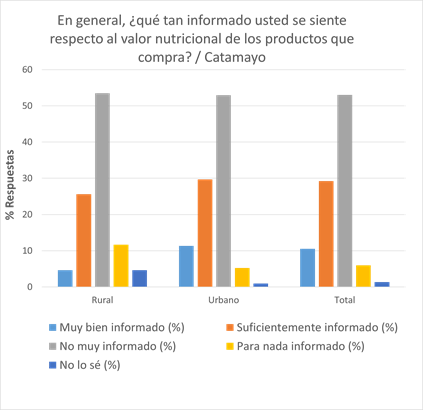 En general, ¿qué tan informado usted se siente
respecto al valor nutricional de los productos que
compra? / Catamayo
% Respuestas
60
50
40
30
20
10
0
Rural
Urbano
Total
Muy bien informado (%)
Suficientemente informado (%)
No muy informado (%)
Para nada informado (%)
No lo sé (%)